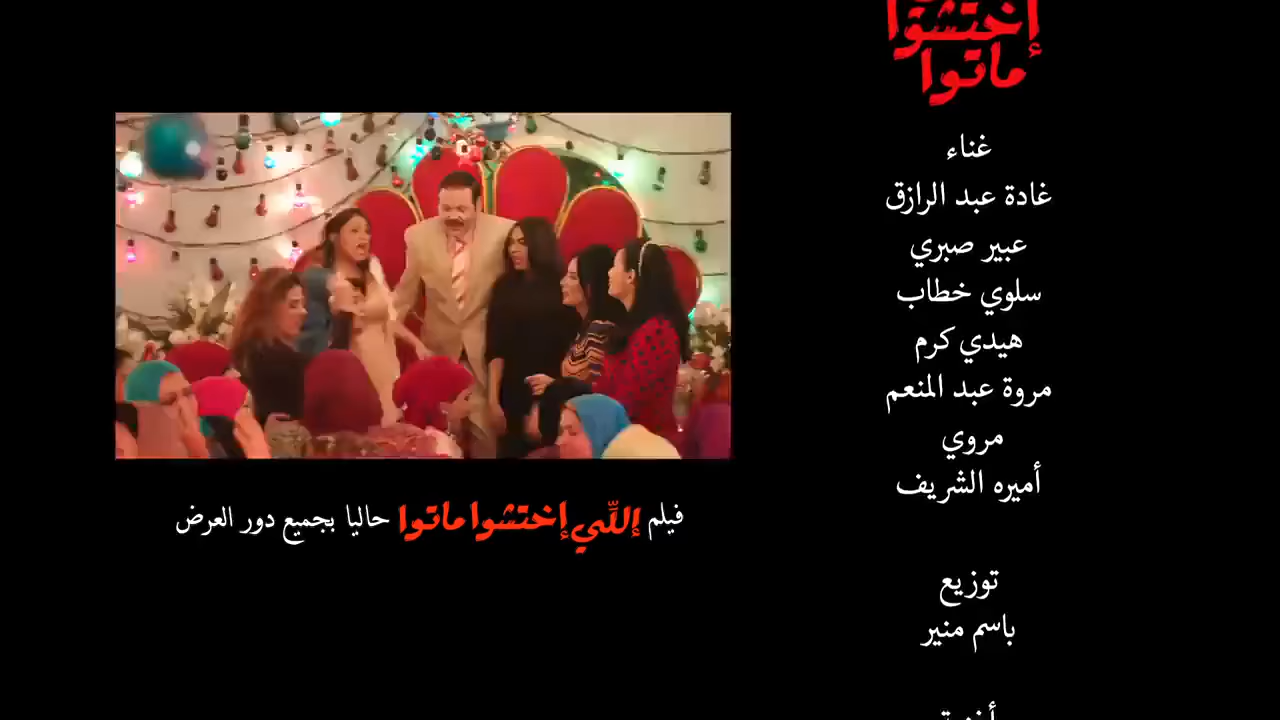 إختشوا
ماتوا
غناء
غادة عبد الرازق
عبير صبري
سلوي خطاب
هيدي كرم
مروة عبد المنعم
مروي
أميره الشريف
توزيع
باسم منير
فيلم إللّي إختشوا ماتوا حاليا بجميع دور العرض